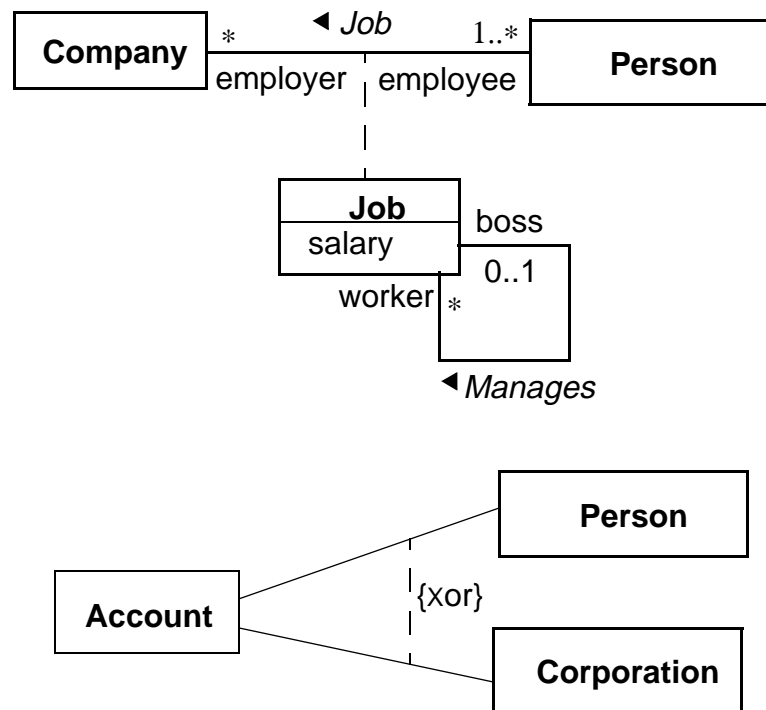 * ◄ Job 1..*
Company Person
employer employee
Job boss
salary 0..1
worker *
◄ Manages
Person
Account {xor}
Corporation